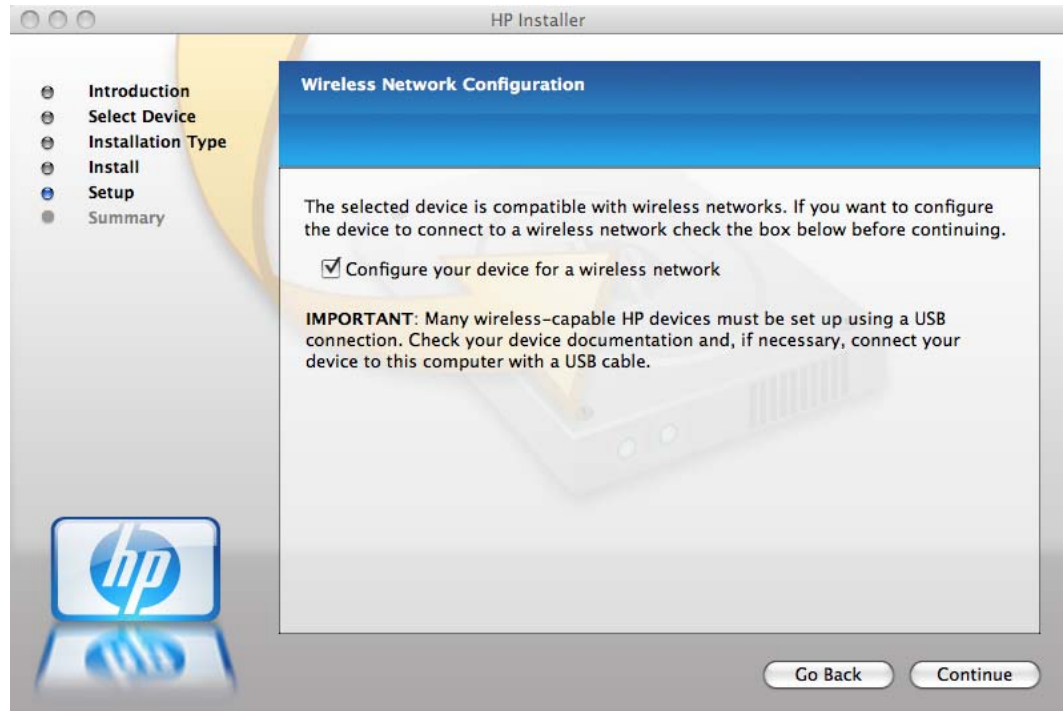 HP Installer
Introduction
Select Device
Installation Type
Install
Setup
Summary
Wireless Network Configuration
The selected device is compatible with wireless networks. If you want to configure
the device to connect to a wireless network check the box below before continuing.
Configure your device for a wireless network
IMPORTANT: Many wireless-capable HP devices must be set up using a USB
connection. Check your device documentation and, if necessary, connect your
device to this computer with a USB cable.
hp
Go Back
Continue